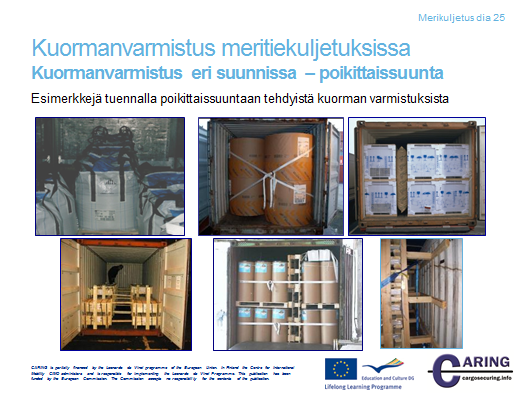 Merikuljetus dia 25
Kuormanvarmistus meritiekuljetuksissa
Kuormanvarmistus eri suunnissa – poikittaissuunta
Esimerkkejä tuennalla poikittaissuuntaan tehdyistä kuorman varmistuksista
CARING is partially financed by the Leonardo da Vinci programme of the European Union. In Finland the Centre for International
Mobility CIMO administrates and is responsible for implementing the Leonardo da Vinci Programme. This publication has been
funded by the European Commission. The Commission accepts no responsibility for the contents of the publication.
Education and Culture DG
Lifelong Learning Programme
CARING
cargosecuring.info